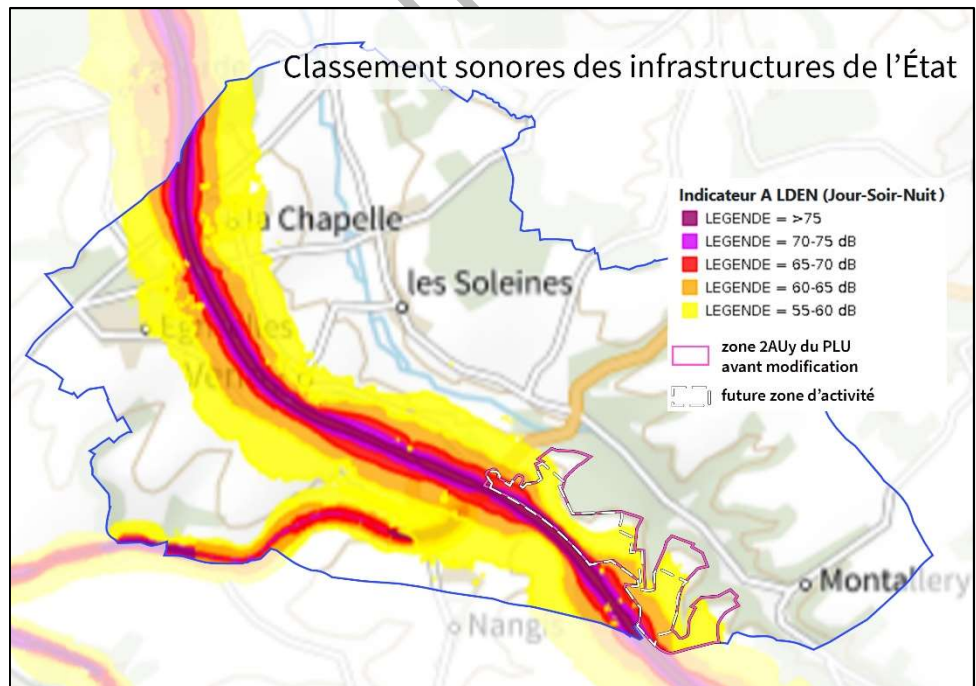 Classement sonores des infrastructures de l'État
Indicateur A LDEN (Jour-Soir-Nuit)
LEGENDE = >75
LEGENDE = 70-75 dB
LEGENDE = 65-70 dB
LEGENDE = 60-65 dB
LEGENDE = 55-60 dB
zone 2AUy du PLU
avant modification
future zone d'activité
la Chapelle
les Soleines
Montallery